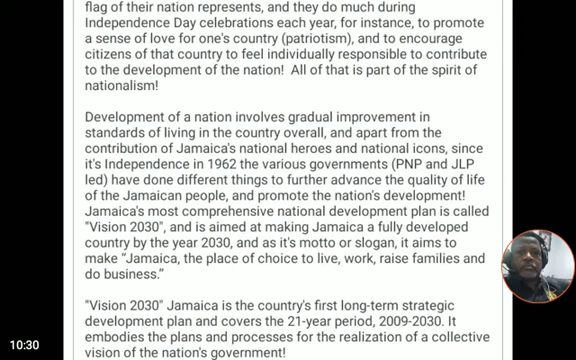 flag of their nation represents, and they do much during
Independence Day celebrations each year, for instance, to promote
a sense of love for one's country (patriotism), and to encourage
citizens of that country to feel individually responsible to contribute
to the development of the nation!  All of that is part of the spirit of
nationalism!

Development of a nation involves gradual improvement in
standards of living in the country overall, and apart from the
contribution of Jamaica's national heroes and national icons, since
it's Independence in 1962 the various governments (PNP and JLP
led) have done different things to further advance the quality of life
of the Jamaican people, and promote the nation's development!
Jamaica's most comprehensive national development plan is called
"Vision 2030", and is aimed at making Jamaica a fully developed
country by the year 2030, and as it's motto or slogan, it aims to
make “Jamaica, the place of choice to live, work, raise families and
do business.”

"Vision 2030" Jamaica is the country's first long-term strategic
development plan and covers the 21-year period, 2009-2030. It
embodies the plans and processes for the realization of a collective
vision of the nation's government!
10:30